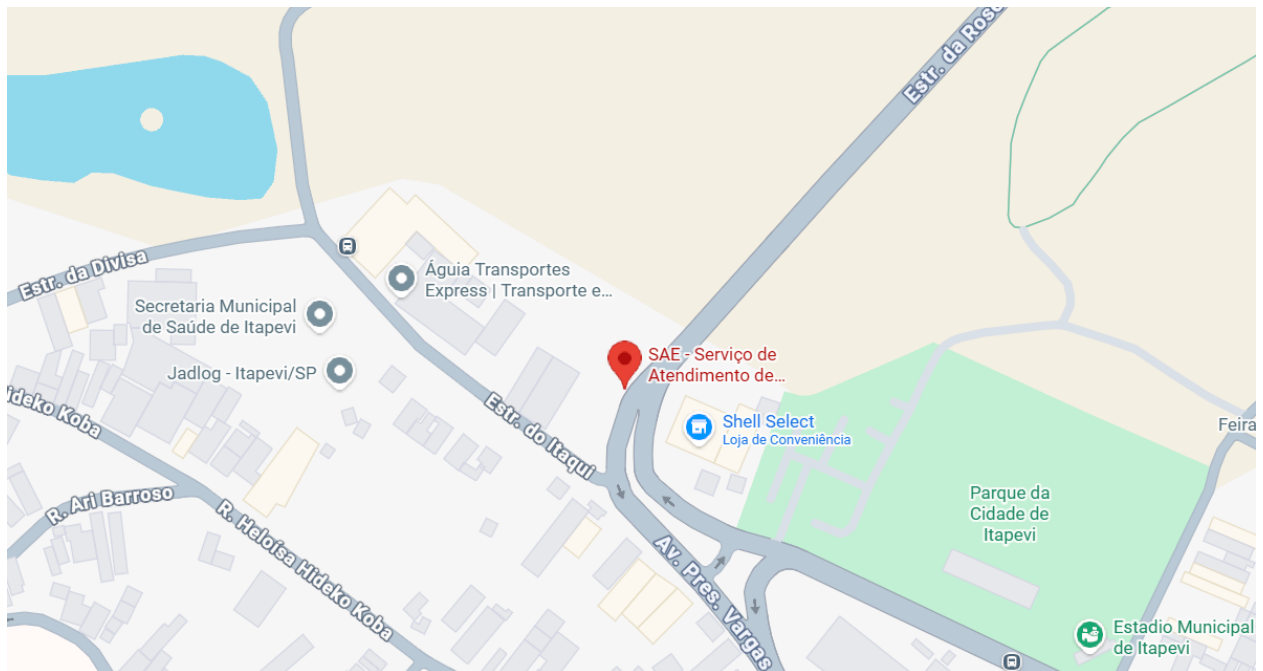 Estr. da Rose
Estr. da Divisa
Águia Transportes
Express | Transporte e...
Secretaria Municipal
de Saúde de Itapevi
SAE - Serviço de
Atendimento de...
Jadlog - Itapevi/SP
Hideko Koba
Estr. do Itaqui
Shell Select
Loja de Conveniência
Feira
R. Ari Barroso
Parque da
Cidade de
Itapevi
R. Heloísa Hideko Koba
Av. Pres. Vargas
Estadio Municipal
de Itapevi